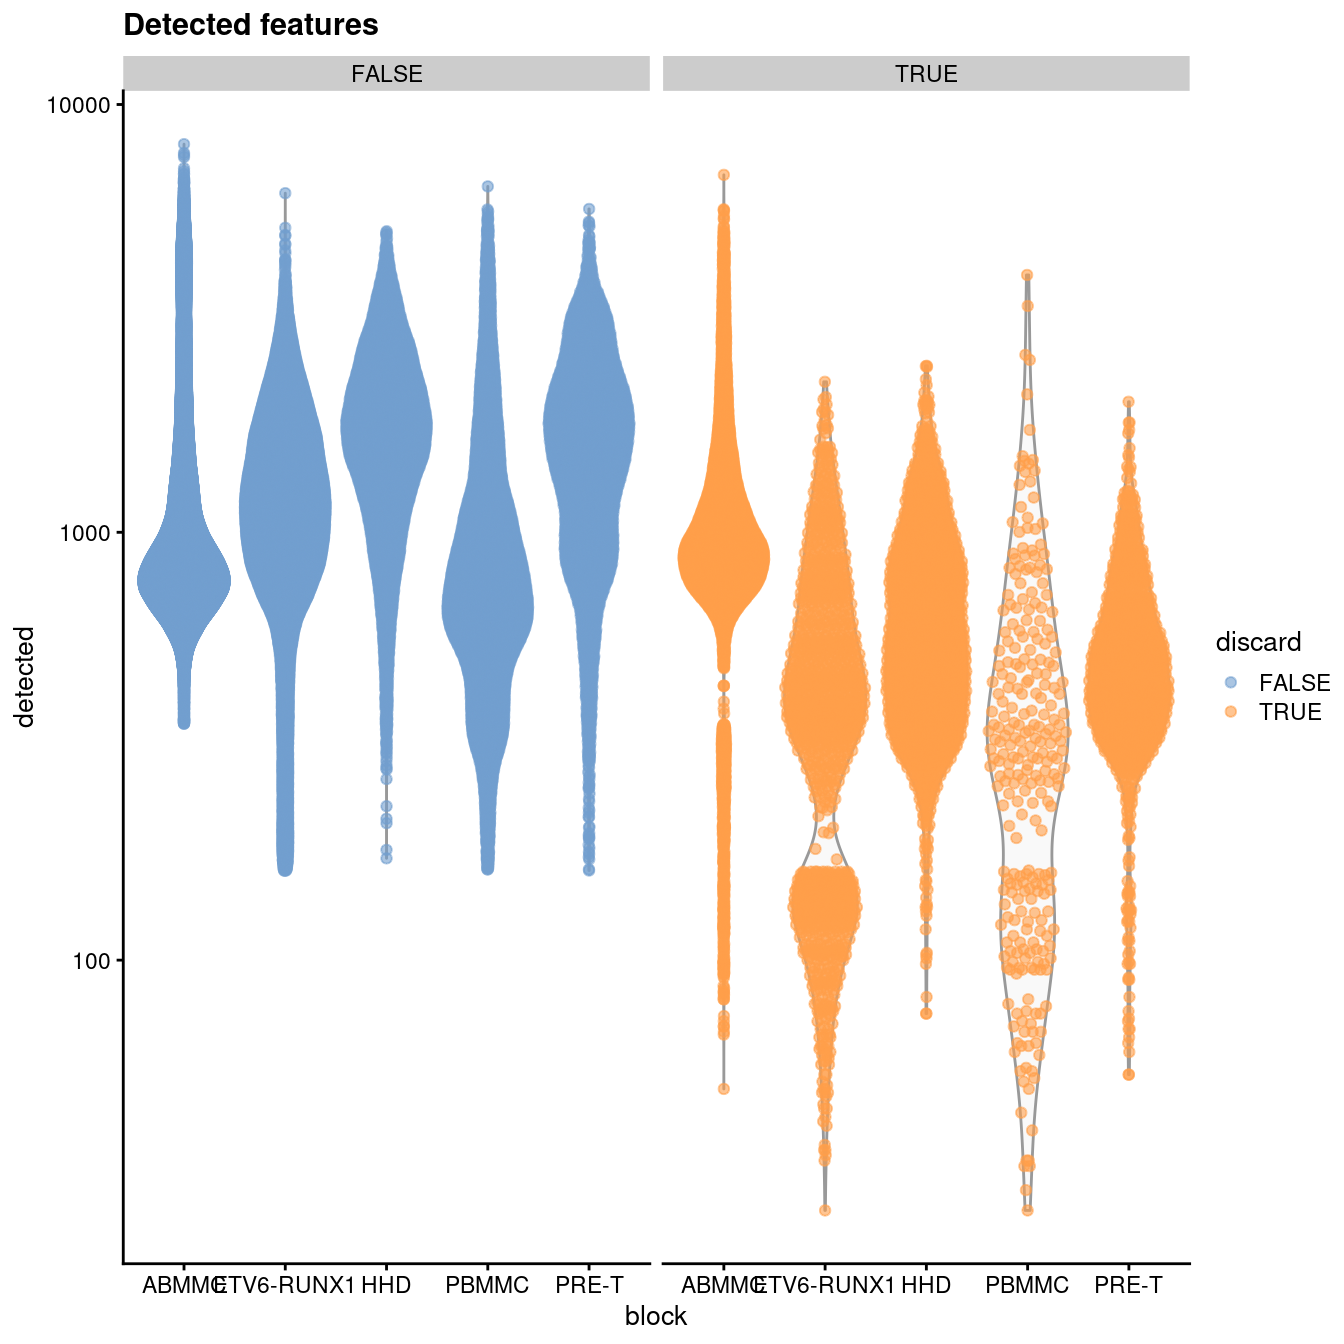 Detected features
FALSE TRUE
10000
1000
100
detected
ABMMC ETV6-RUNX1 HHD PBMMC PRE-T ABMMC ETV6-RUNX1 HHD PBMMC PRE-T
block
discard
FALSE
TRUE